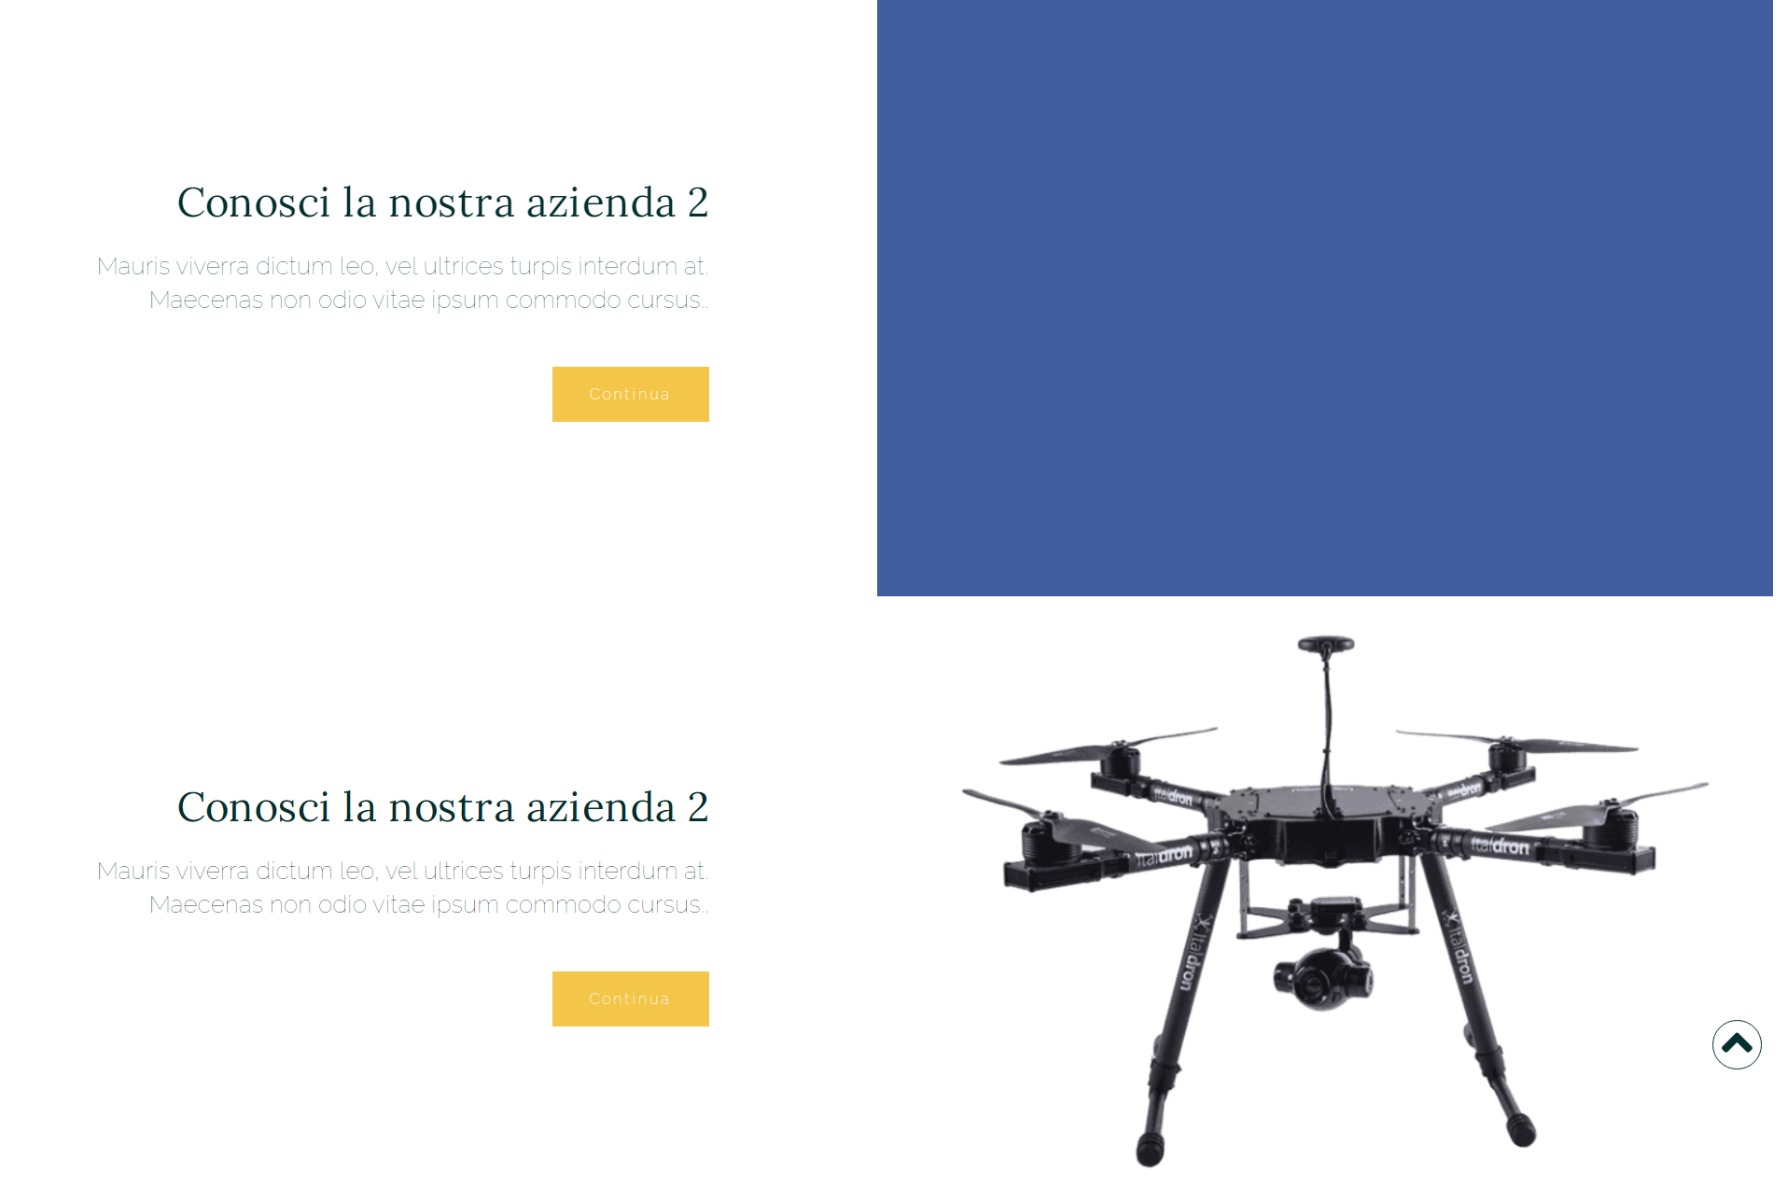 Conosci la nostra azienda 2
Mauris viverra dictum leo, vel ultrices turpis interdum at.
Maecenas non odio vitae ipsum commodo cursus..
Continua
Conosci la nostra azienda 2
Mauris viverra dictum leo, vel ultrices turpis interdum at.
Maecenas non odio vitae ipsum commodo cursus..
Continua
italdron
italdron
italdron
italdron
italdron